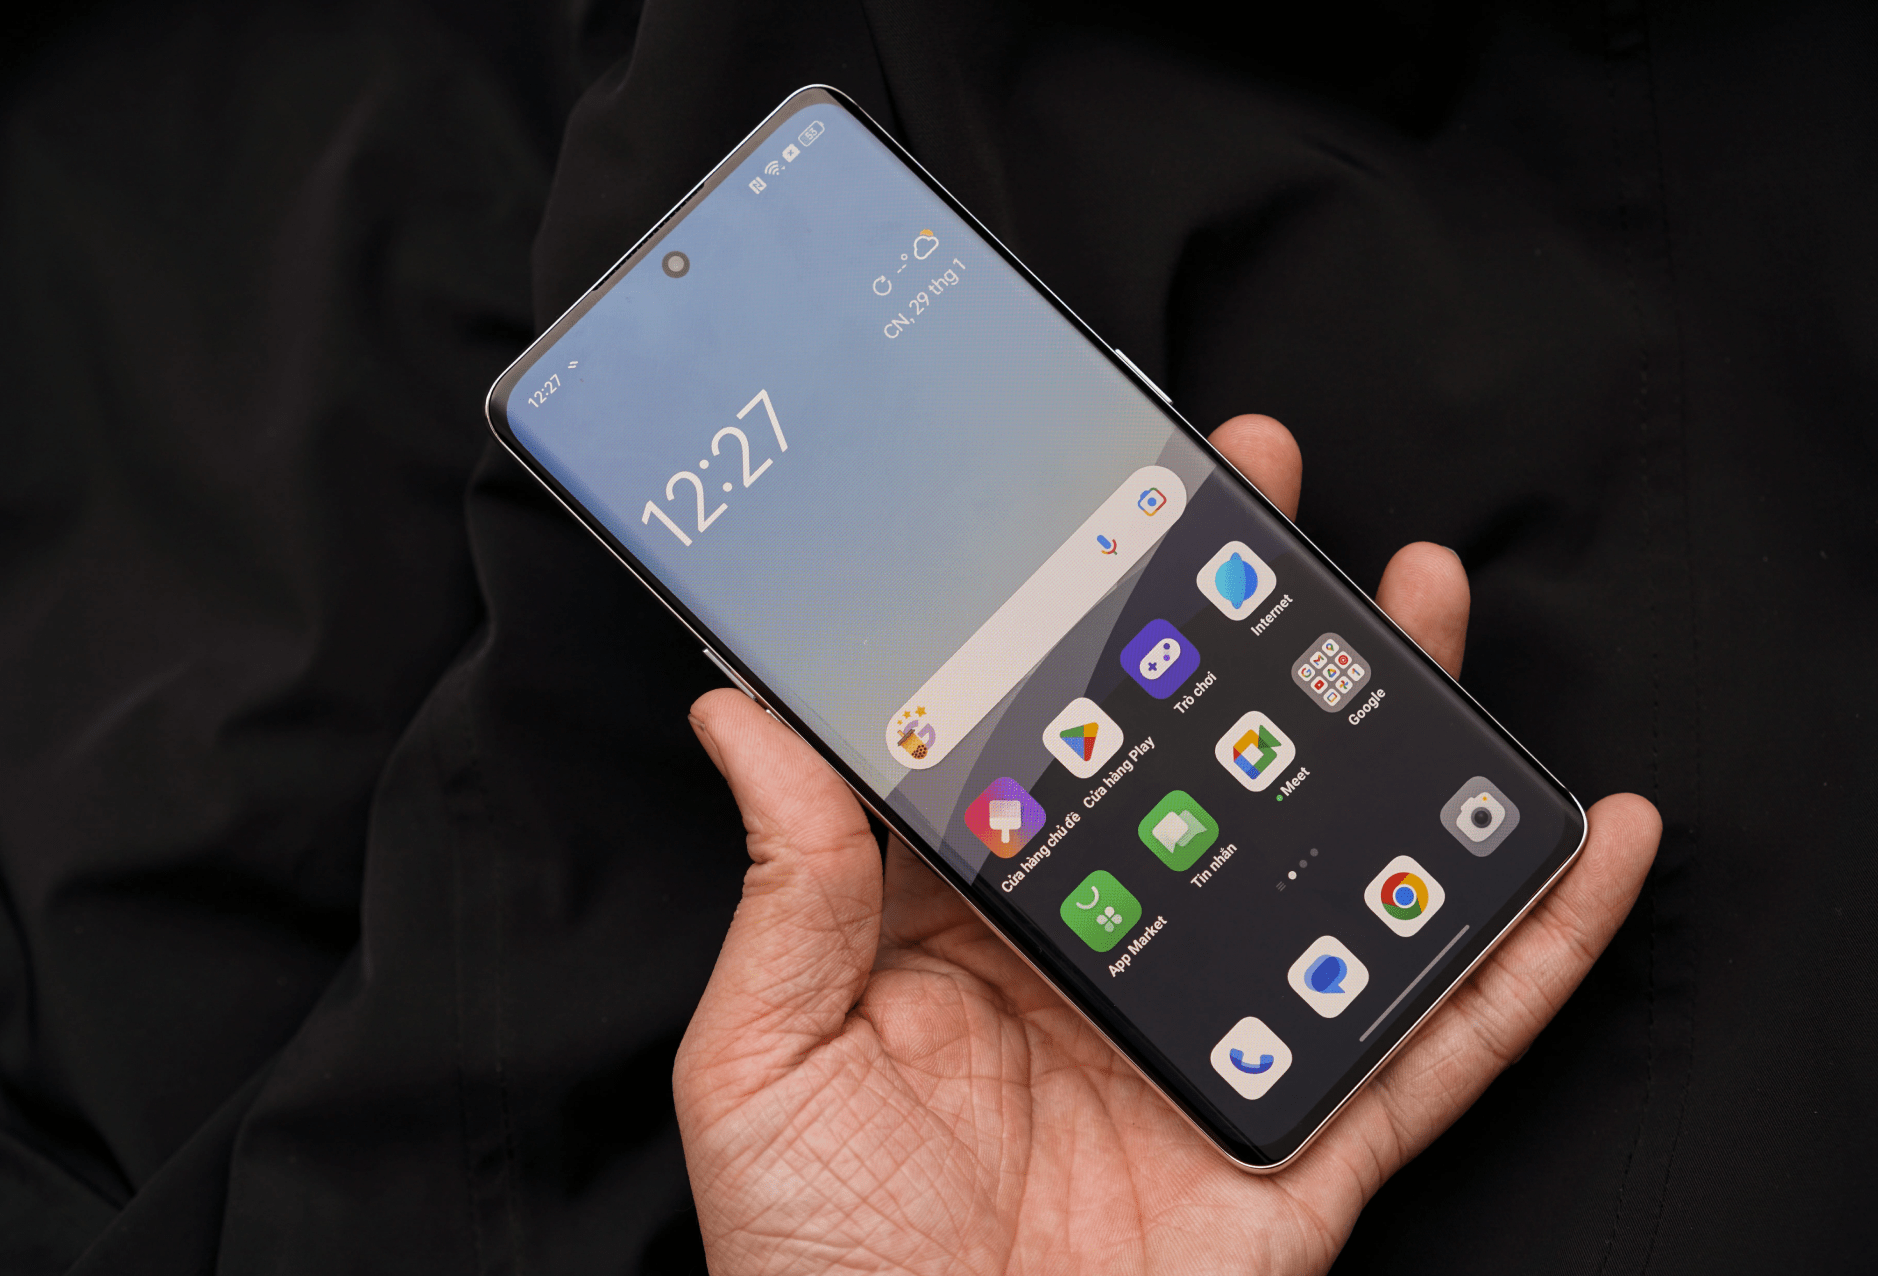 12:27
53
CN, 29 thg 1
12:27
Cửa hàng chủ đề
Cửa hàng Play
Trò chơi
Internet
App Market
Tin nhắn
Meet
Google